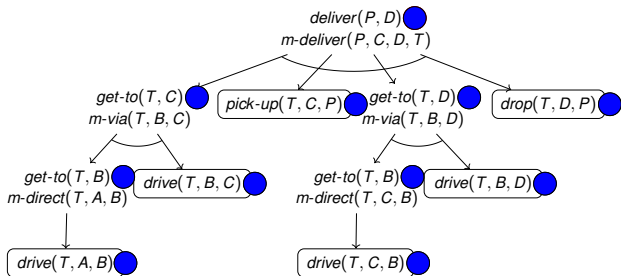 deliver(P, D)
m-deliver(P, C, D, T)
get-to(T, C)
m-via(T, B, C)
pick-up(T, C, P)
get-to(T, D)
m-via(T, B, D)
drop(T, D, P)
get-to(T, B)
m-direct(T, A, B)
drive(T, B, C)
get-to(T, B)
m-direct(T, C, B)
drive(T, B, D)
drive(T, A, B)
drive(T, C, B)